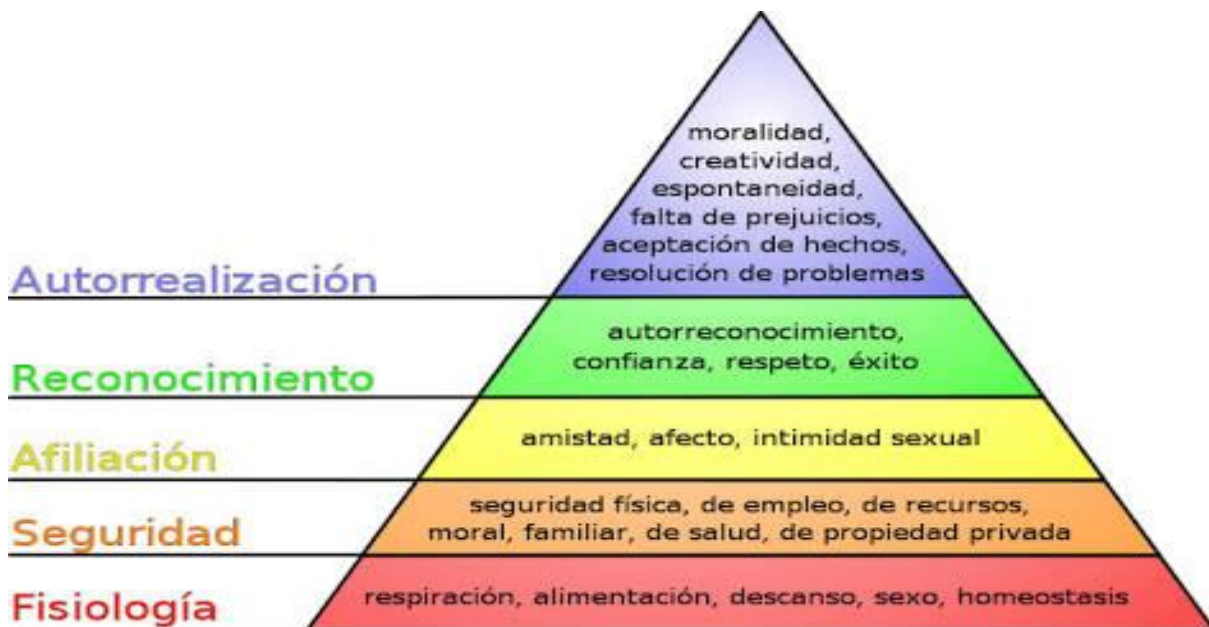 moralidad,
creatividad,
espontaneidad,
falta de prejuicios,
aceptación de hechos,
resolución de problemas
Autorrealización
autorreconocimiento,
confianza, respeto, éxito
Reconocimiento
amistad, afecto, intimidad sexual
Afiliación
seguridad física, de empleo, de recursos,
moral, familiar, de salud, de propiedad privada
Seguridad
respiración, alimentación, descanso, sexo, homeostasis
Fisiología